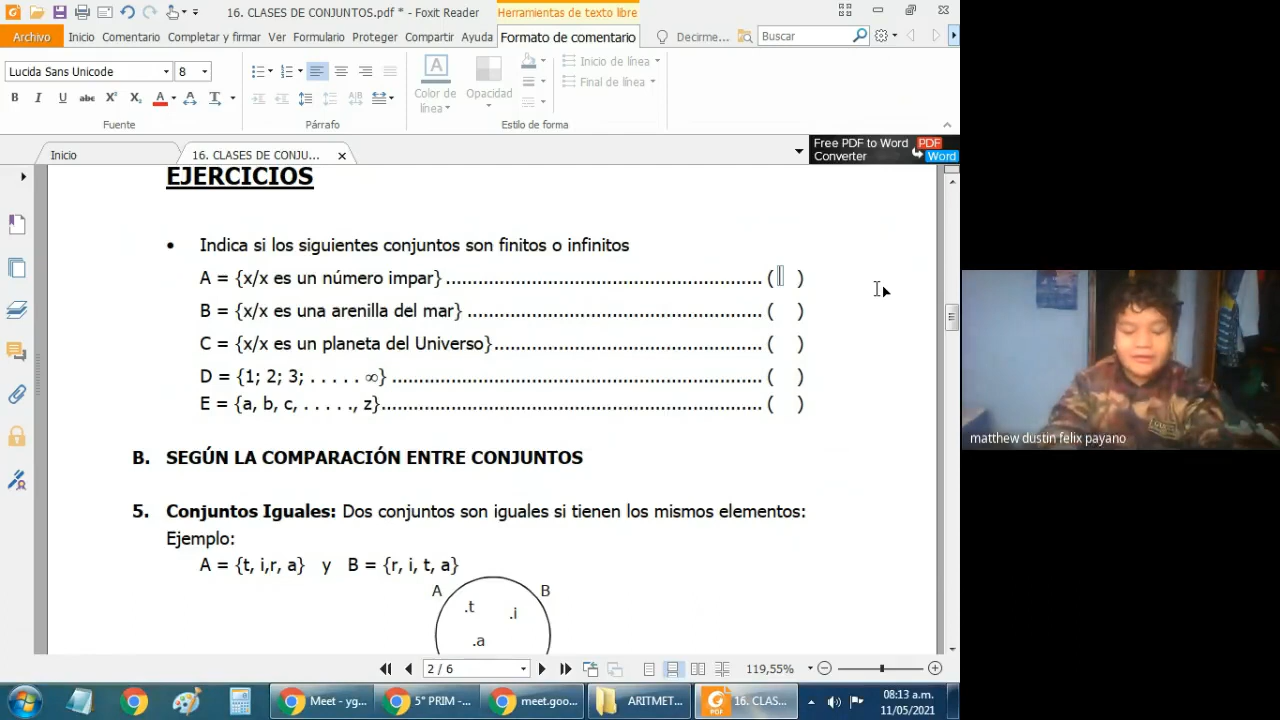 16. CLASES DE CONJUNTOS.pdf * - Foxit Reader
Herramientas de texto libre
Archivo
Inicio
Comentario
Completar y firmar
Ver
Formulario
Proteger
Compartir
Ayuda
Formato de comentario
Decirme...
Buscar
Lucida Sans Unicode
8
Color de línea
Opacidad
Inicio de línea
Final de línea
Fuente
Párrafo
Estilo de forma
Inicio
16. CLASES DE CONJU...
Free PDF to Word Converter
PDF
Word
EJERCICIOS
• Indica si los siguientes conjuntos son finitos o infinitos
A = {x/x es un número impar} .......................................................... ( )
B = {x/x es una arenilla del mar} ...................................................... ( )
C = {x/x es un planeta del Universo}.................................................. ( )
D = {1; 2; 3; . . . . . ∞} .................................................................... ( )
E = {a, b, c, . . . . ., z}...................................................................... ( )
B. SEGÚN LA COMPARACIÓN ENTRE CONJUNTOS
5. Conjuntos Iguales: Dos conjuntos son iguales si tienen los mismos elementos:
Ejemplo:
A = {t, i,r, a} y B = {r, i, t, a}
A
B
.t
.i
.a
matthew dustin felix payano
2 / 6
119,55%
Meet - yg...
5° PRIM -...
meet.goo...
ARITMET...
16. CLAS...
08:13 a.m.
11/05/2021